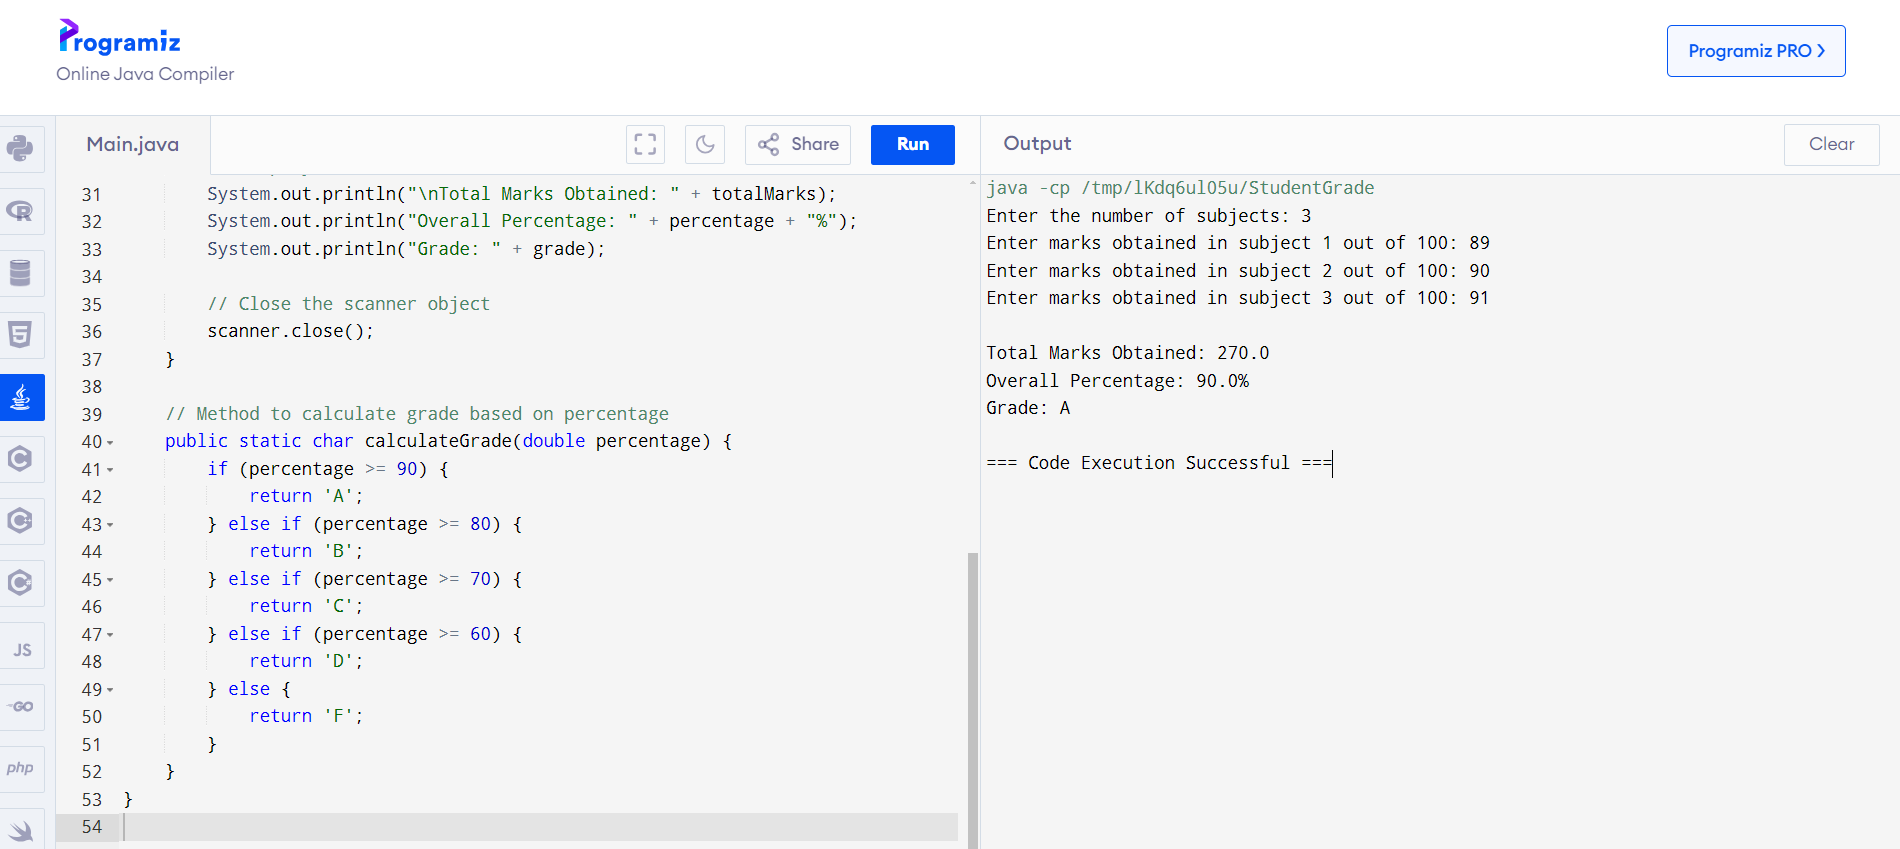 Programiz
Online Java Compiler
Programiz PRO >
Main.java
Share
Run
Output
Clear
31 System.out.println("\nTotal Marks Obtained: " + totalMarks);
32 System.out.println("Overall Percentage: " + percentage + "%");
33 System.out.println("Grade: " + grade);
34
35 // Close the scanner object
36 scanner.close();
37 }
38
39 // Method to calculate grade based on percentage
40 public static char calculateGrade(double percentage) {
41 if (percentage >= 90) {
42 return 'A';
43 } else if (percentage >= 80) {
44 return 'B';
45 } else if (percentage >= 70) {
46 return 'C';
47 } else if (percentage >= 60) {
48 return 'D';
49 } else {
50 return 'F';
51 }
52 }
53 }
54
java -cp /tmp/lKdq6ul05u/StudentGrade
Enter the number of subjects: 3
Enter marks obtained in subject 1 out of 100: 89
Enter marks obtained in subject 2 out of 100: 90
Enter marks obtained in subject 3 out of 100: 91
Total Marks Obtained: 270.0
Overall Percentage: 90.0%
Grade: A
=== Code Execution Successful ===
R
5
C
C
C#
JS
GO
php